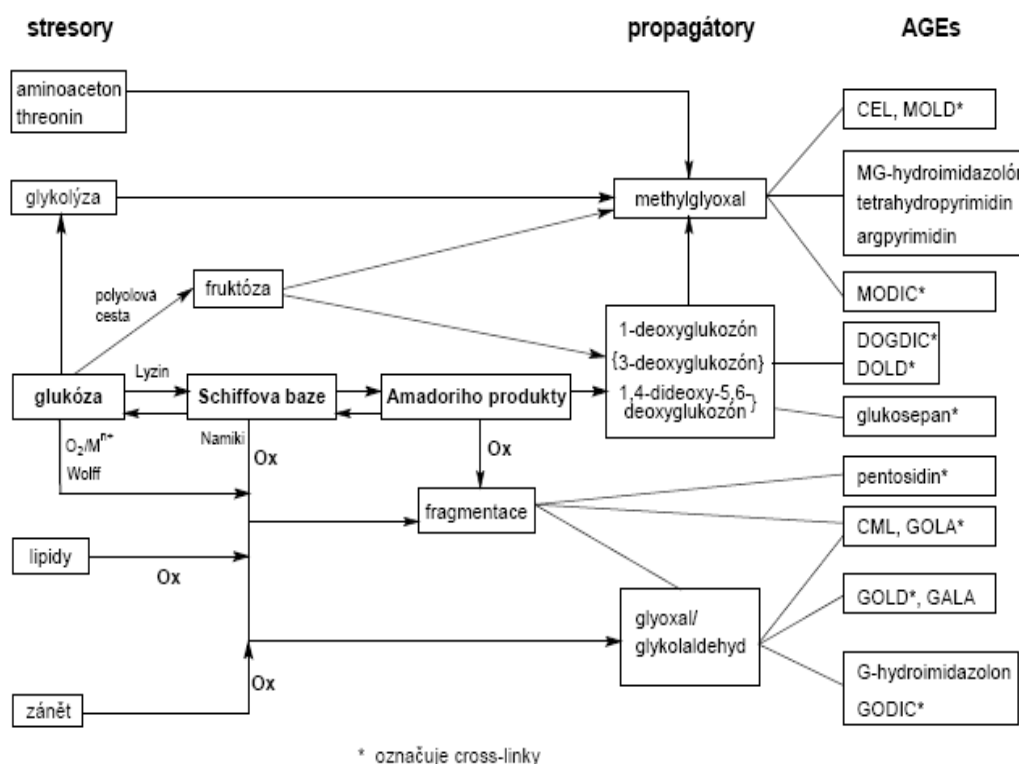 stresory
propagátory
AGEs
aminoaceton
threonin
CEL, MOLD*
MG-hydroimidazolón
tetrahydropyrimidin
argpyrimidin
glykolýza
methylglyoxal
polyolová
cesta
fruktóza
MODIC*
1-deoxyglukozón
{3-deoxyglukozón}
1,4-dideoxy-5,6-
deoxyglukozón }
DOGDIC*
DOLD*
glukóza
Lyzin
Schiffova baze
Amadoriho produkty
glukosepan*
O2/Mn+
Wolff
Namiki
Ox
Ox
fragmentace
pentosidin*
CML, GOLA*
lipidy
Ox
GOLD*, GALA
glyoxal/
glykolaldehyd
G-hydroimidazolon
GODIC*
zánět
Ox
* označuje cross-linky